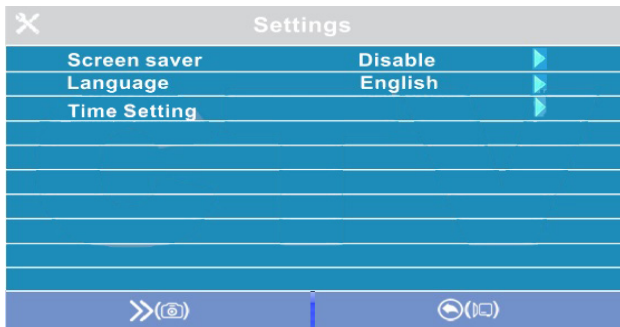 Settings
Screen saver Disable
Language English
Time Setting